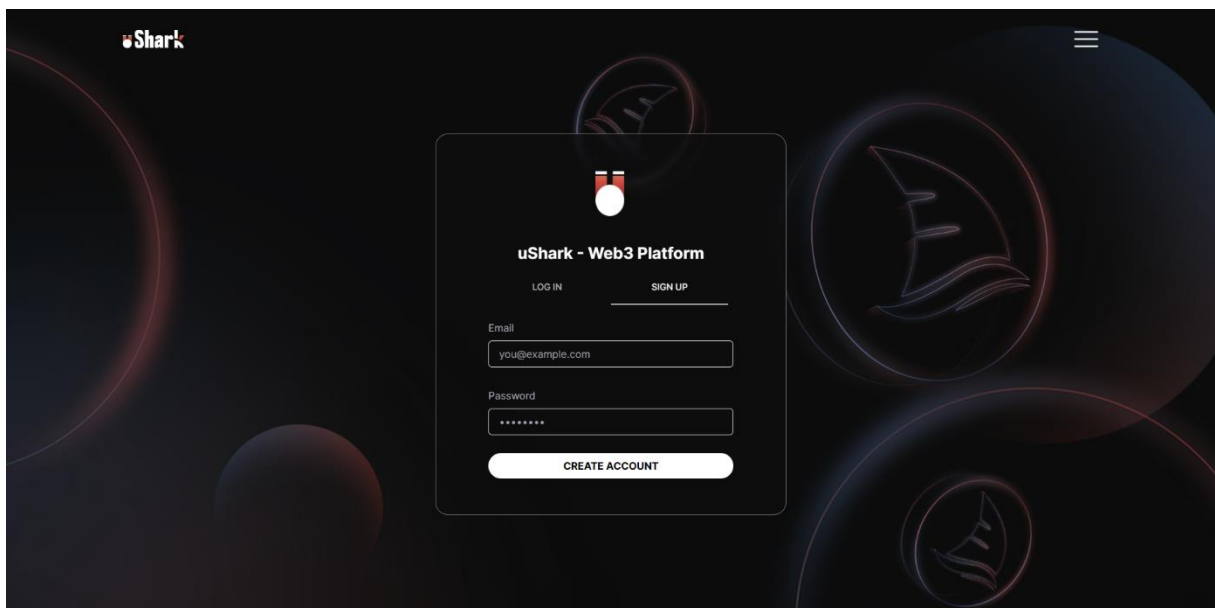 uShark
uShark - Web3 Platform
LOG IN SIGN UP
Email
you@example.com
Password
••••••••
CREATE ACCOUNT